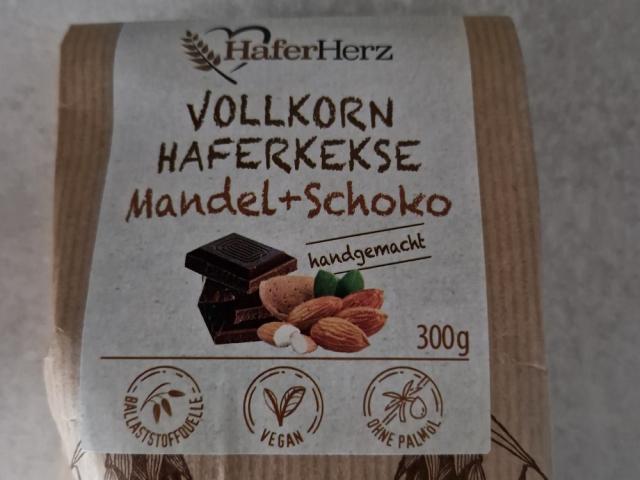 HaferHerz
VOLLKORN
HAFERKEKSE
Mandel+Schoko
handgemacht
300g
BALLASTSTOFFQUELLE
VEGAN
OHNE PALMÖL